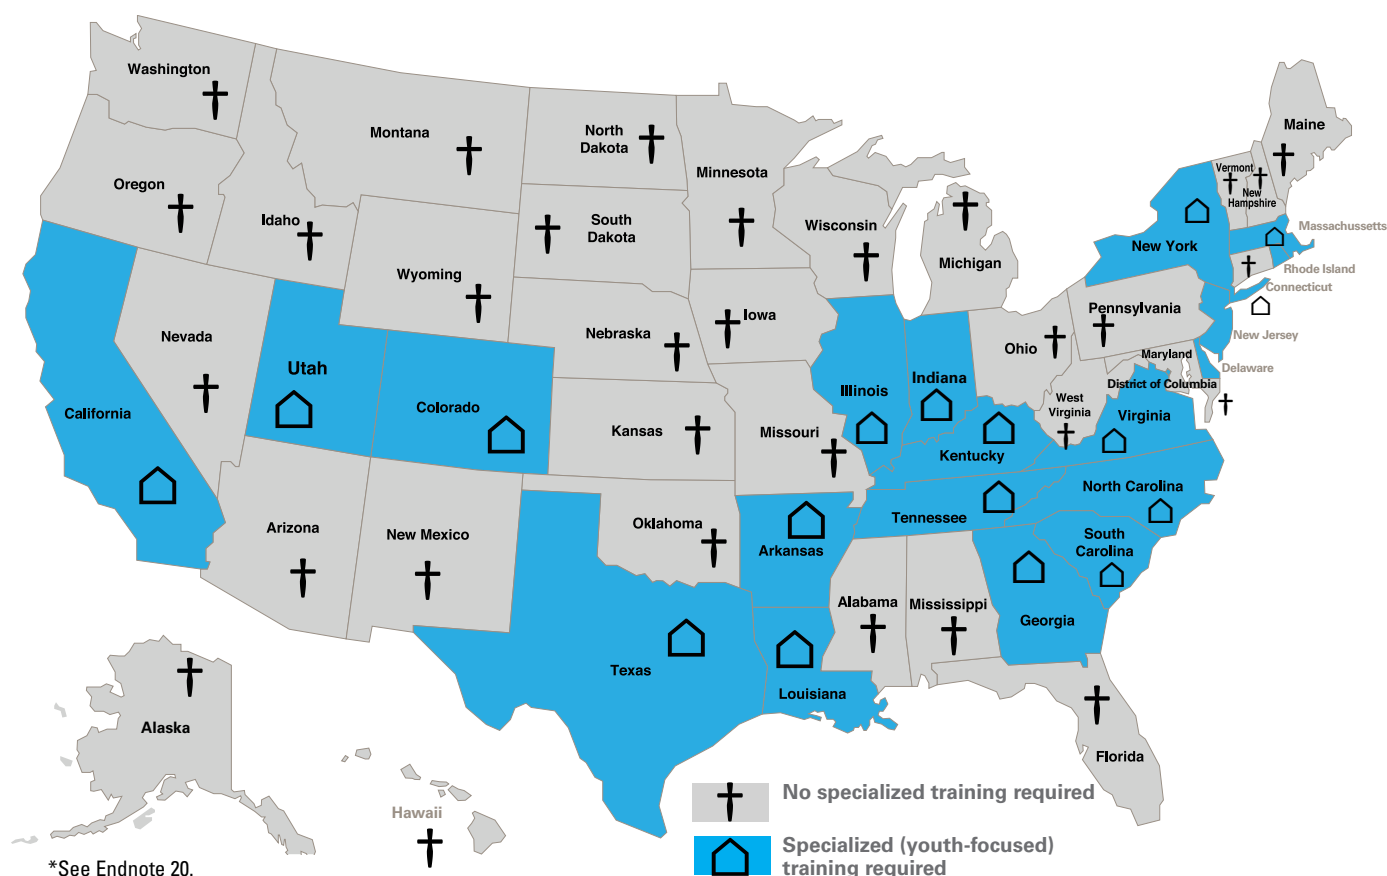 Washington
Montana
North
Dakota
Minnesota
Maine
Vermont
New
Hampshire
Oregon
Idaho
South
Dakota
Wisconsin
Massachusetts
New York
Wyoming
Michigan
Rhode Island
Connecticut
Nevada
Nebraska
Iowa
Pennsylvania
New Jersey
Ohio
Maryland
Delaware
Utah
Illinois
Indiana
District of Columbia
West
Virginia
Virginia
California
Colorado
Kansas
Missouri
Kentucky
North Carolina
Arizona
New Mexico
Oklahoma
Tennessee
Arkansas
South
Carolina
Alabama
Mississippi
Georgia
Texas
Louisiana
Alaska
Florida
Hawaii
No specialized training required
Specialized (youth-focused)
training required
*See Endnote 20.